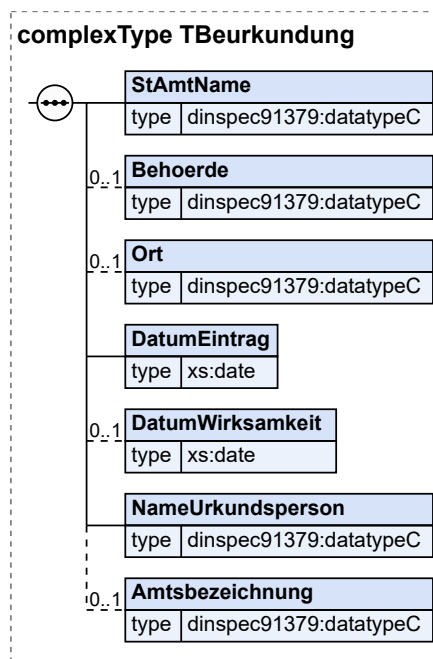 complexType TBeurkundung
StAmtName
type dinspec91379:datatypeC
0..1 Behoerde
type dinspec91379:datatypeC
0..1 Ort
type dinspec91379:datatypeC
DatumEintrag
type xs:date
0..1 DatumWirksamkeit
type xs:date
NameUrkundsperson
type dinspec91379:datatypeC
0..1 Amtsbezeichnung
type dinspec91379:datatypeC